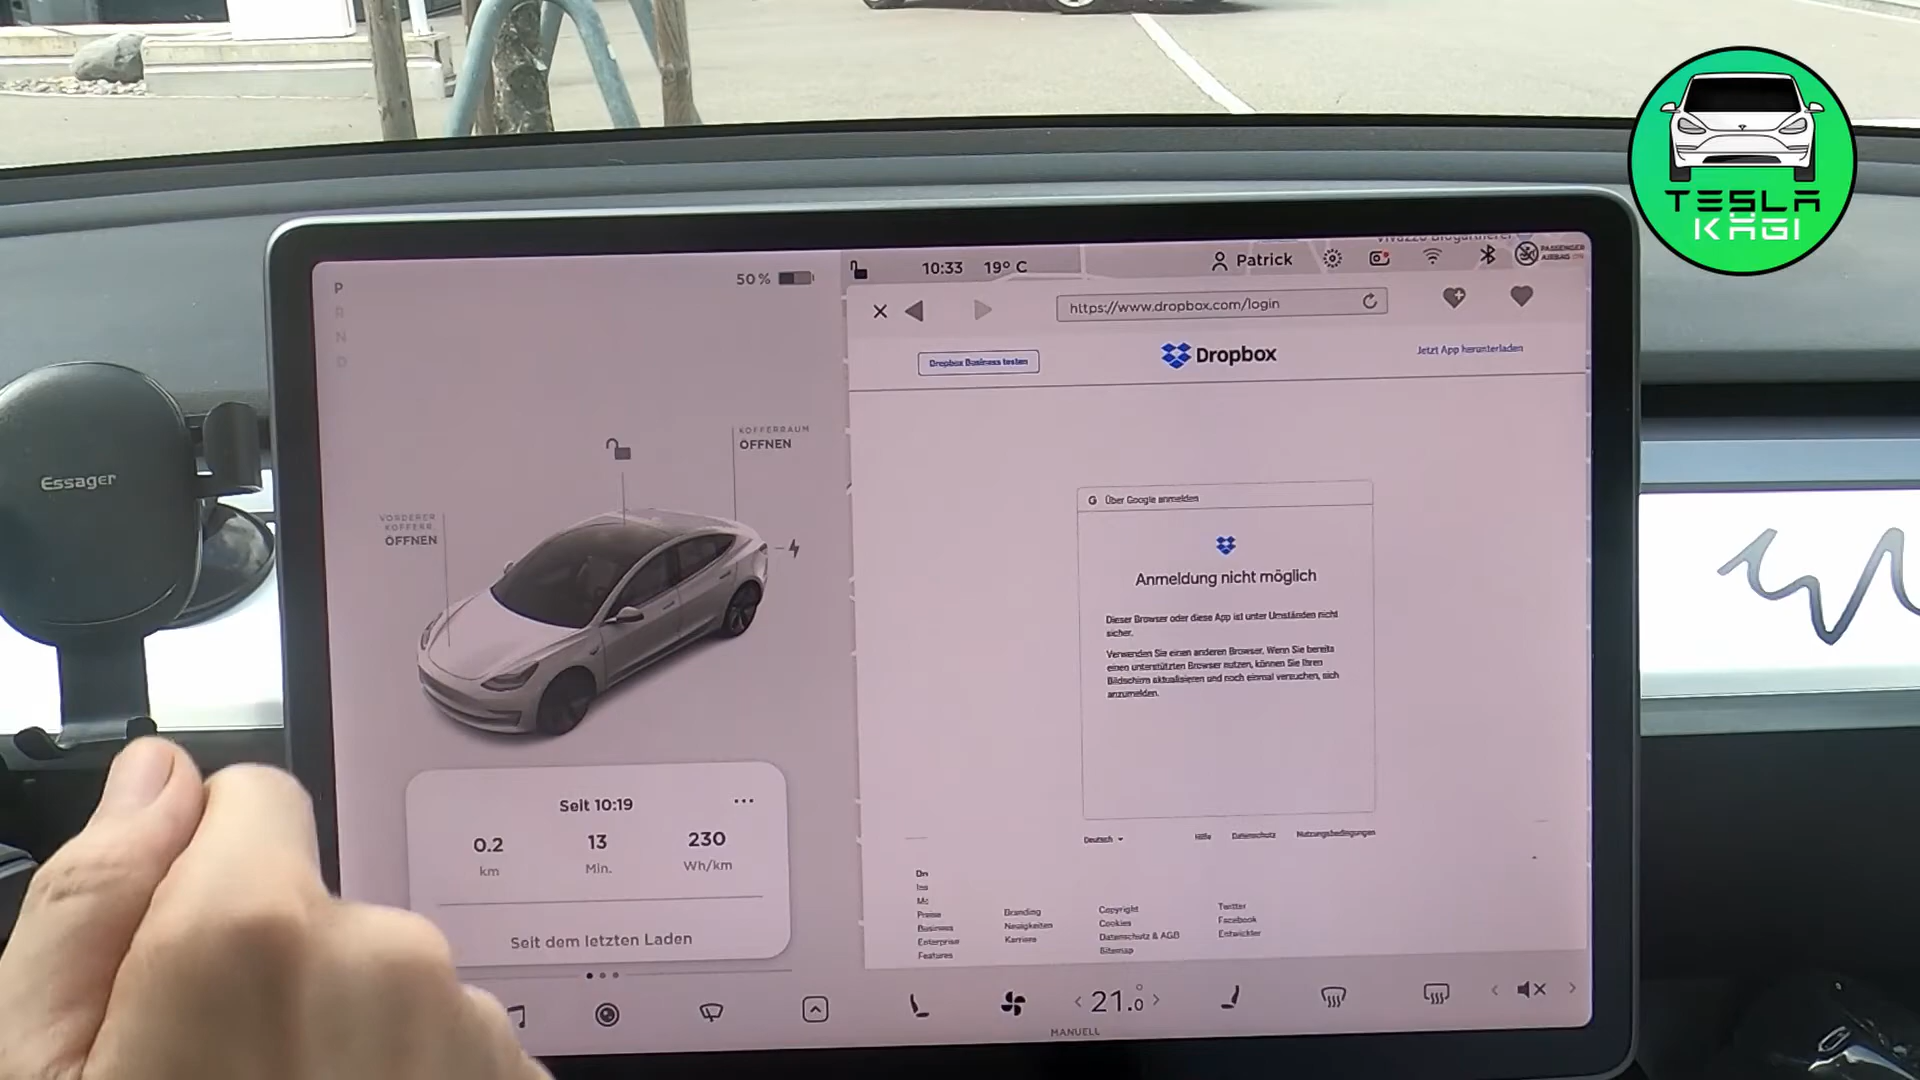 TESLA
KÄGI
Essager
P
R
N
D
50 %
10:33 19° C
Patrick
PASSENGER
AIRBAG ON
https://www.dropbox.com/login
Dropbox Business testen
Dropbox
Jetzt App herunterladen
KOFFERRAUM
ÖFFNEN
VORDERER
KOFFERR.
ÖFFNEN
G Über Google anmelden
Anmeldung nicht möglich
Dieser Browser oder diese App ist unter Umständen nicht
sicher.
Verwenden Sie einen anderen Browser. Wenn Sie bereits
einen unterstützten Browser nutzen, können Sie Ihren
Bildschirm aktualisieren und noch einmal versuchen, sich
anzumelden.
Deutsch
Hilfe
Datenschutz
Nutzungsbedingungen
Seit 10:19
0.2
km
13
Min.
230
Wh/km
Seit dem letzten Laden
Preise
Business
Enterprise
Features
Branding
Neuigkeiten
Karriere
Copyright
Cookies
Datenschutz & AGB
Sitemap
Twitter
Facebook
Entwickler
21.0°
MANUELL